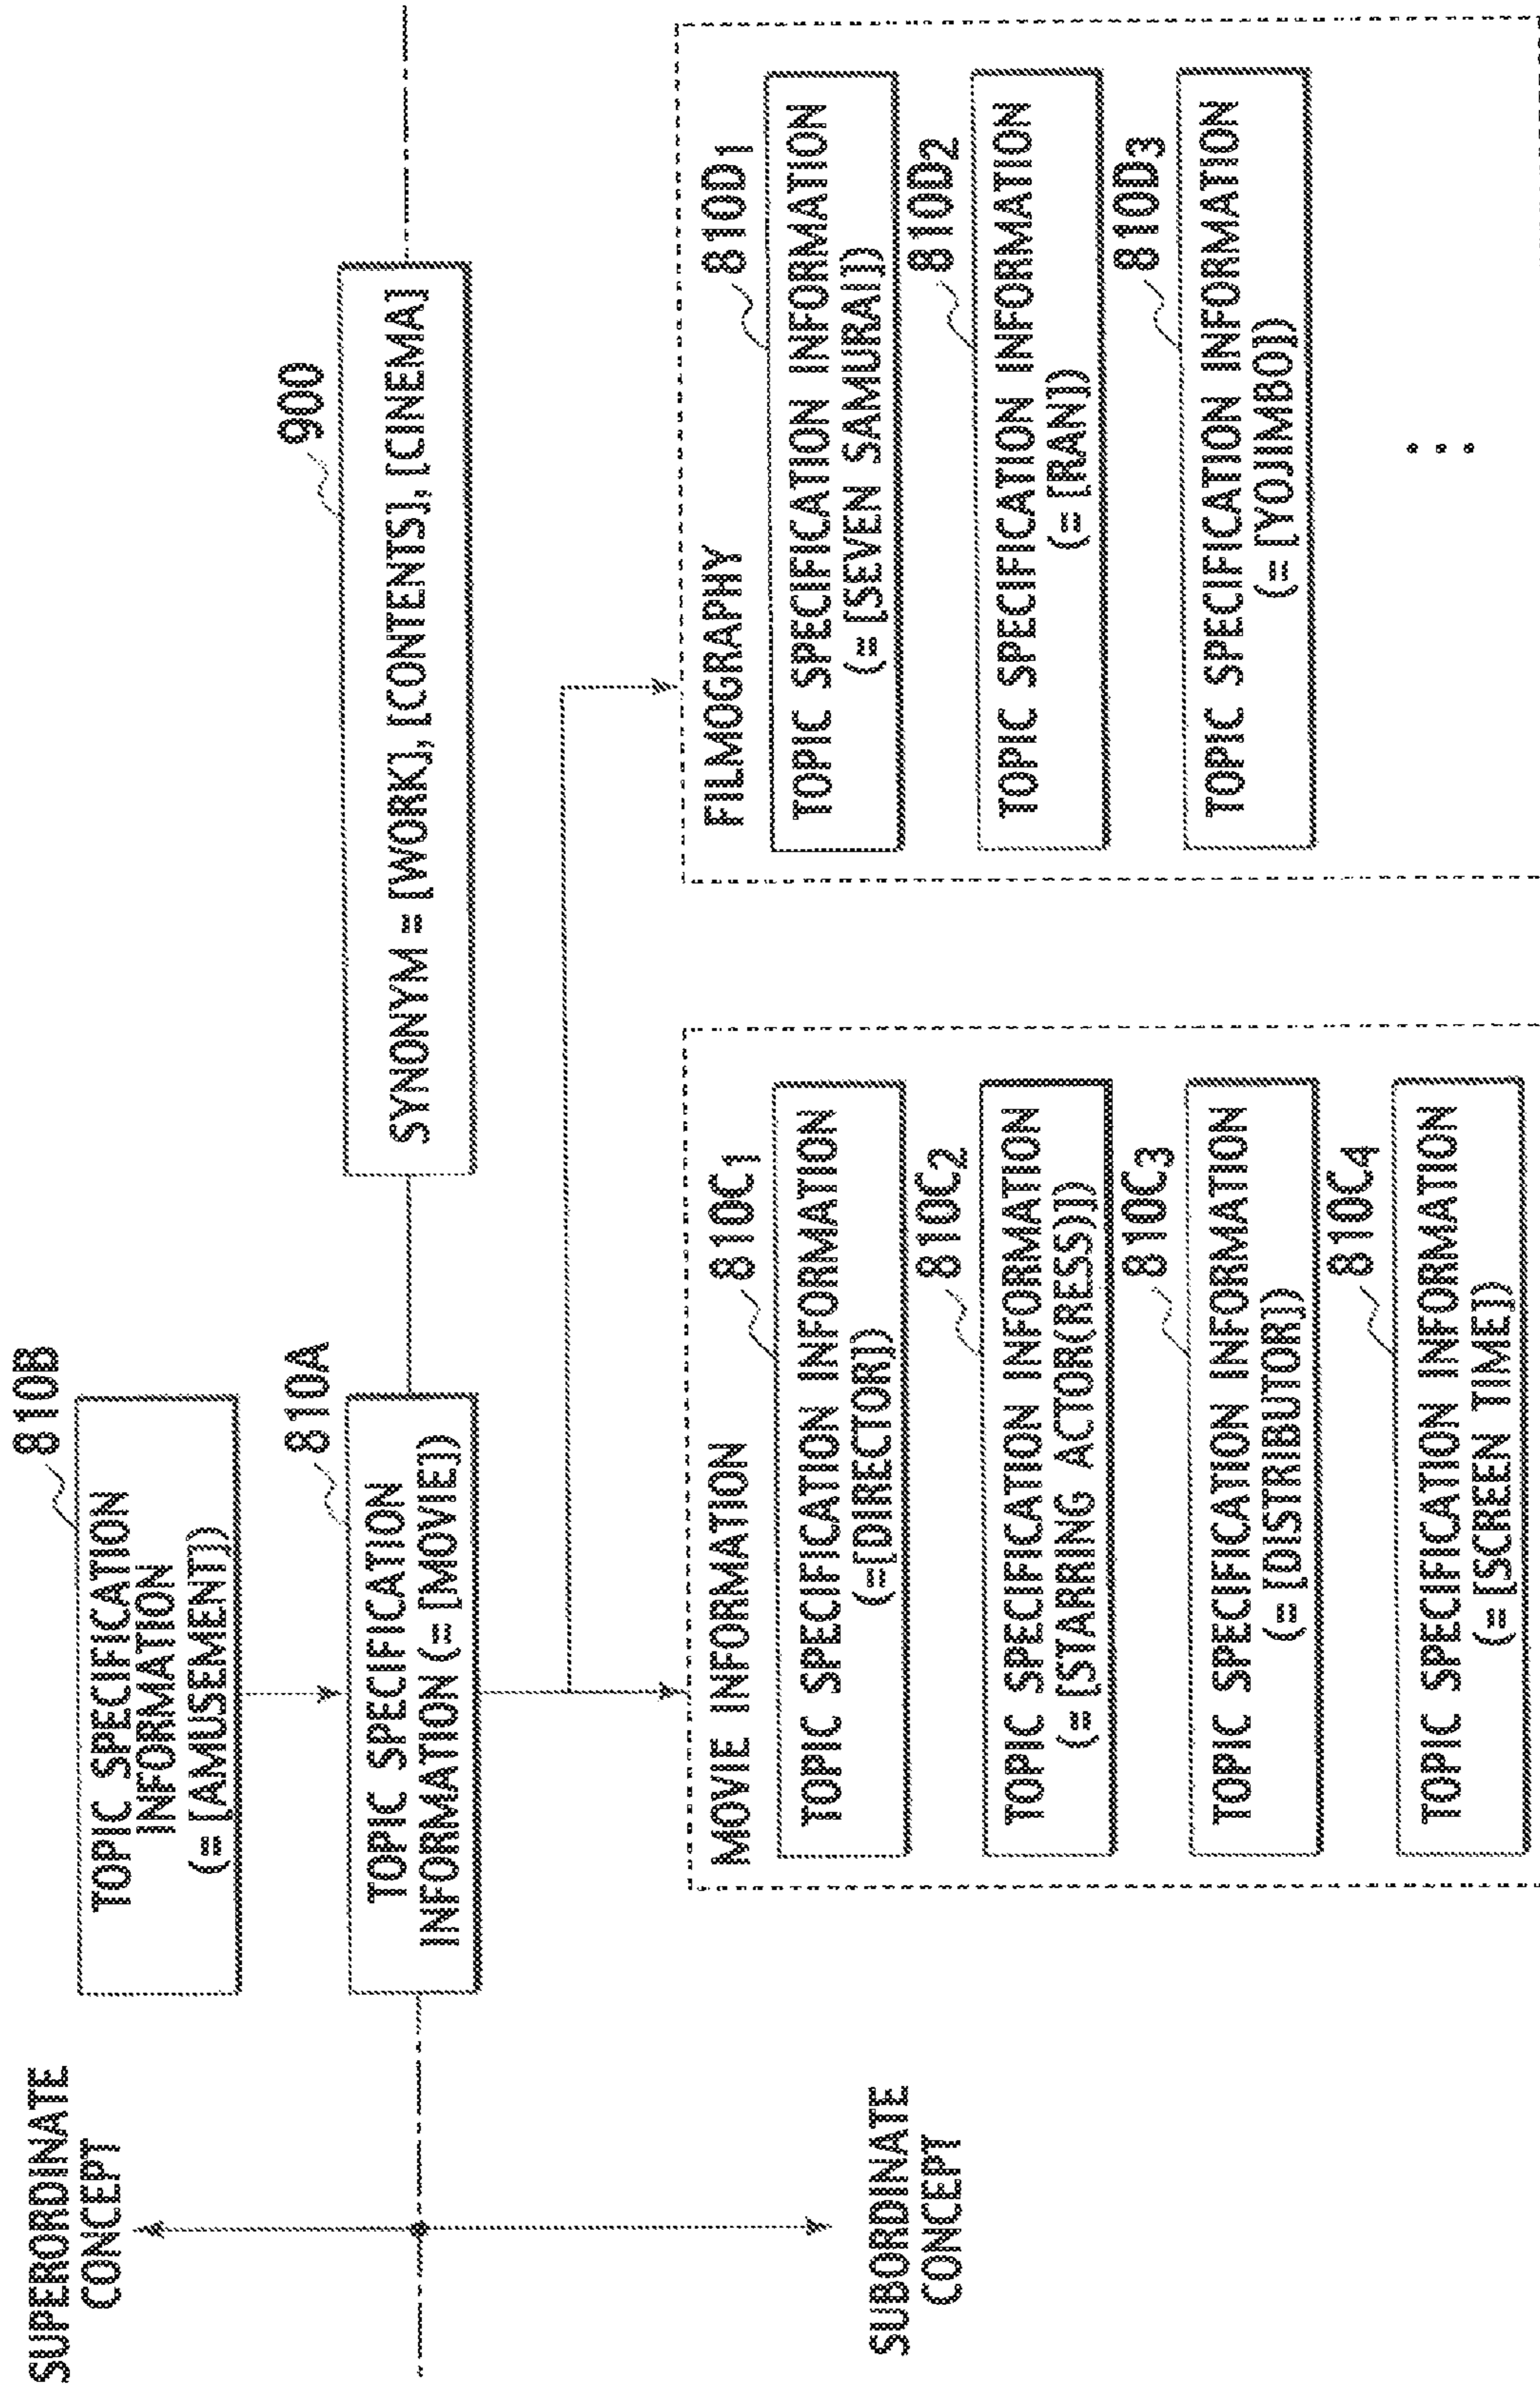 SUPERORDINATE
CONCEPT
SUBORDINATE
CONCEPT
810B
TOPIC SPECIFICATION
INFORMATION
(= [AMUSEMENT])
810A
TOPIC SPECIFICATION
INFORMATION (= [MOVIE])
900
SYNONYM = [WORK], [CONTENTS], [CINEMA]
MOVIE INFORMATION
810C1
TOPIC SPECIFICATION INFORMATION
(=[DIRECTOR])
810C2
TOPIC SPECIFICATION INFORMATION
(= [STARRING ACTOR(RESS)])
810C3
TOPIC SPECIFICATION INFORMATION
(= [DISTRIBUTOR])
810C4
TOPIC SPECIFICATION INFORMATION
(= [SCREEN TIME])
FILMOGRAPHY
810D1
TOPIC SPECIFICATION INFORMATION
(= [SEVEN SAMURAI])
810D2
TOPIC SPECIFICATION INFORMATION
(= [RAN])
810D3
TOPIC SPECIFICATION INFORMATION
(= [YOJIMBO])
...